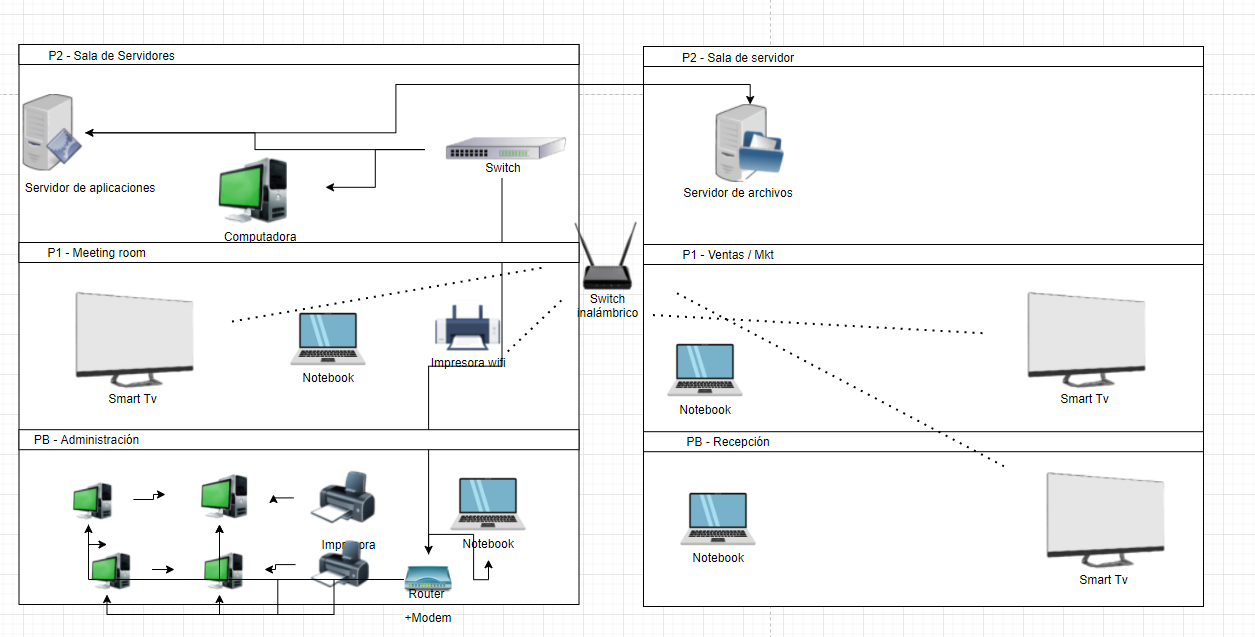 P2 - Sala de Servidores
Servidor de aplicaciones
Computadora
Switch
P1 - Meeting room
Smart Tv
Notebook
Impresora wifi
Switch
inalámbrico
PB - Administración
Impresora
Notebook
Router
+Modem
P2 - Sala de servidor
Servidor de archivos
P1 - Ventas / Mkt
Notebook
Smart Tv
PB - Recepción
Notebook
Smart Tv